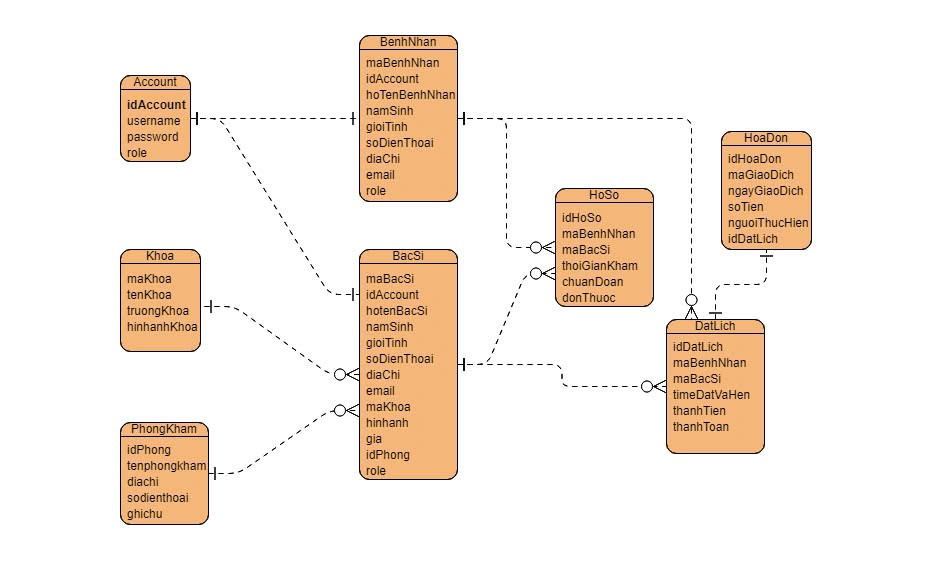 Account
idAccount
username
password
role
BenhNhan
maBenhNhan
idAccount
hoTenBenhNhan
namSinh
gioiTinh
soDienThoai
diaChi
email
role
HoaDon
idHoaDon
maGiaoDich
ngayGiaoDich
soTien
nguoiThucHien
idDatLich
HoSo
idHoSo
maBenhNhan
maBacSi
thoiGianKham
chuanDoan
donThuoc
Khoa
maKhoa
tenKhoa
truongKhoa
hinhanhKhoa
BacSi
maBacSi
idAccount
hotenBacSi
namSinh
gioiTinh
soDienThoai
diaChi
email
maKhoa
hinhanh
gia
idPhong
role
DatLich
idDatLich
maBenhNhan
maBacSi
timeDatVaHen
thanhTien
thanhToan
PhongKham
idPhong
tenphongkham
diachi
sodienthoai
ghichu